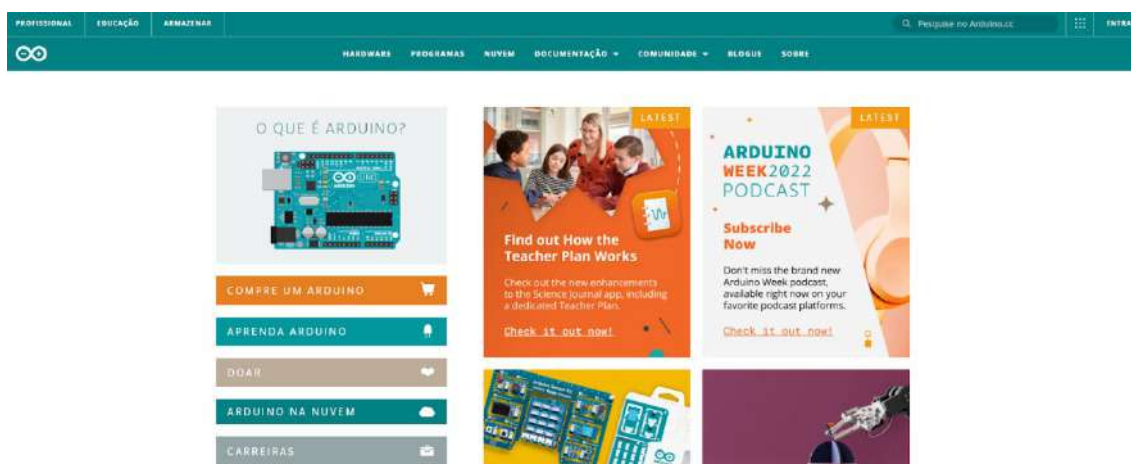 PROFISSIONAL EDUCAÇÃO ARMAZENAR
Pesquise no Arduino.cc
ENTRA
HARDWARE PROGRAMAS NUVEM DOCUMENTAÇÃO COMUNIDADE BLOGUE SOBRE
O QUE É ARDUINO?
COMPRE UM ARDUINO
APRENDA ARDUINO
DOAR
ARDUINO NA NUVEM
CARREIRAS
LATEST
Find out How the
Teacher Plan Works
Check out the new enhancements
to the Science Journal app, including
a dedicated Teacher Plan.
Check it out now!
LATEST
ARDUINO
WEEK2022
PODCAST
Subscribe
Now
Don't miss the brand new
Arduino Week podcast,
available right now on your
favorite podcast platforms.
Check it out now!